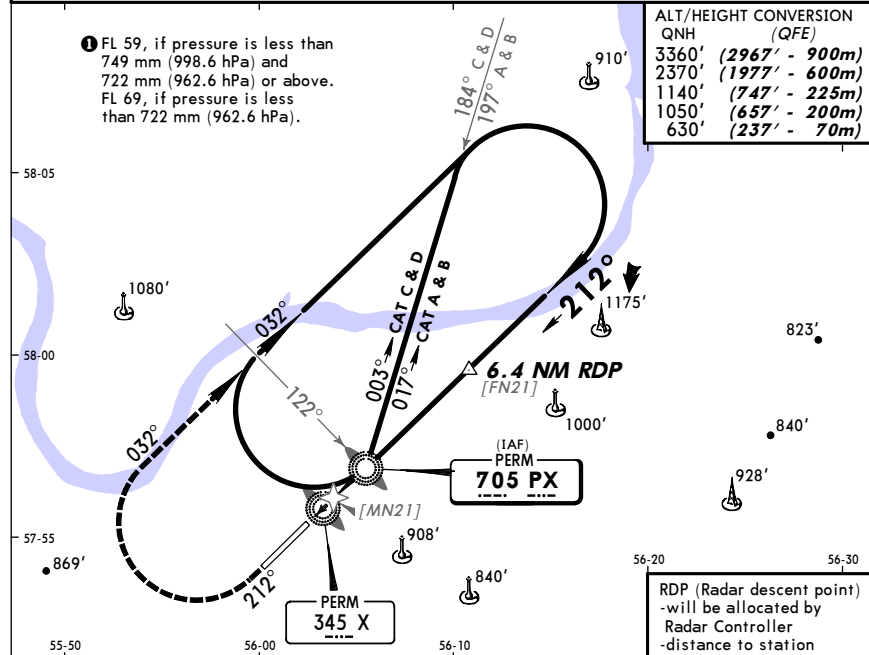 ❶ FL 59, if pressure is less than
749 mm (998.6 hPa) and
722 mm (962.6 hPa) or above.
FL 69, if pressure is less
than 722 mm (962.6 hPa).
184° C & D
197° A & B
910'
ALT/HEIGHT CONVERSION
QNH (QFE)
3360' (2967' - 900m)
2370' (1977' - 600m)
1140' (747' - 225m)
1050' (657' - 200m)
630' (237' - 70m)
58-05
1080'
032°
003° CAT C & D
017° CAT A & B
212°
1175'
823'
58-00
6.4 NM RDP
[FN21]
122°
1000'
840'
032°
(IAF)
PERM
705 PX
928'
[MN21]
57-55
908'
869'
212°
840'
PERM
345 X
55-50
56-00
56-10
56-20
56-30
RDP (Radar descent point)
-will be allocated by
Radar Controller
-distance to station